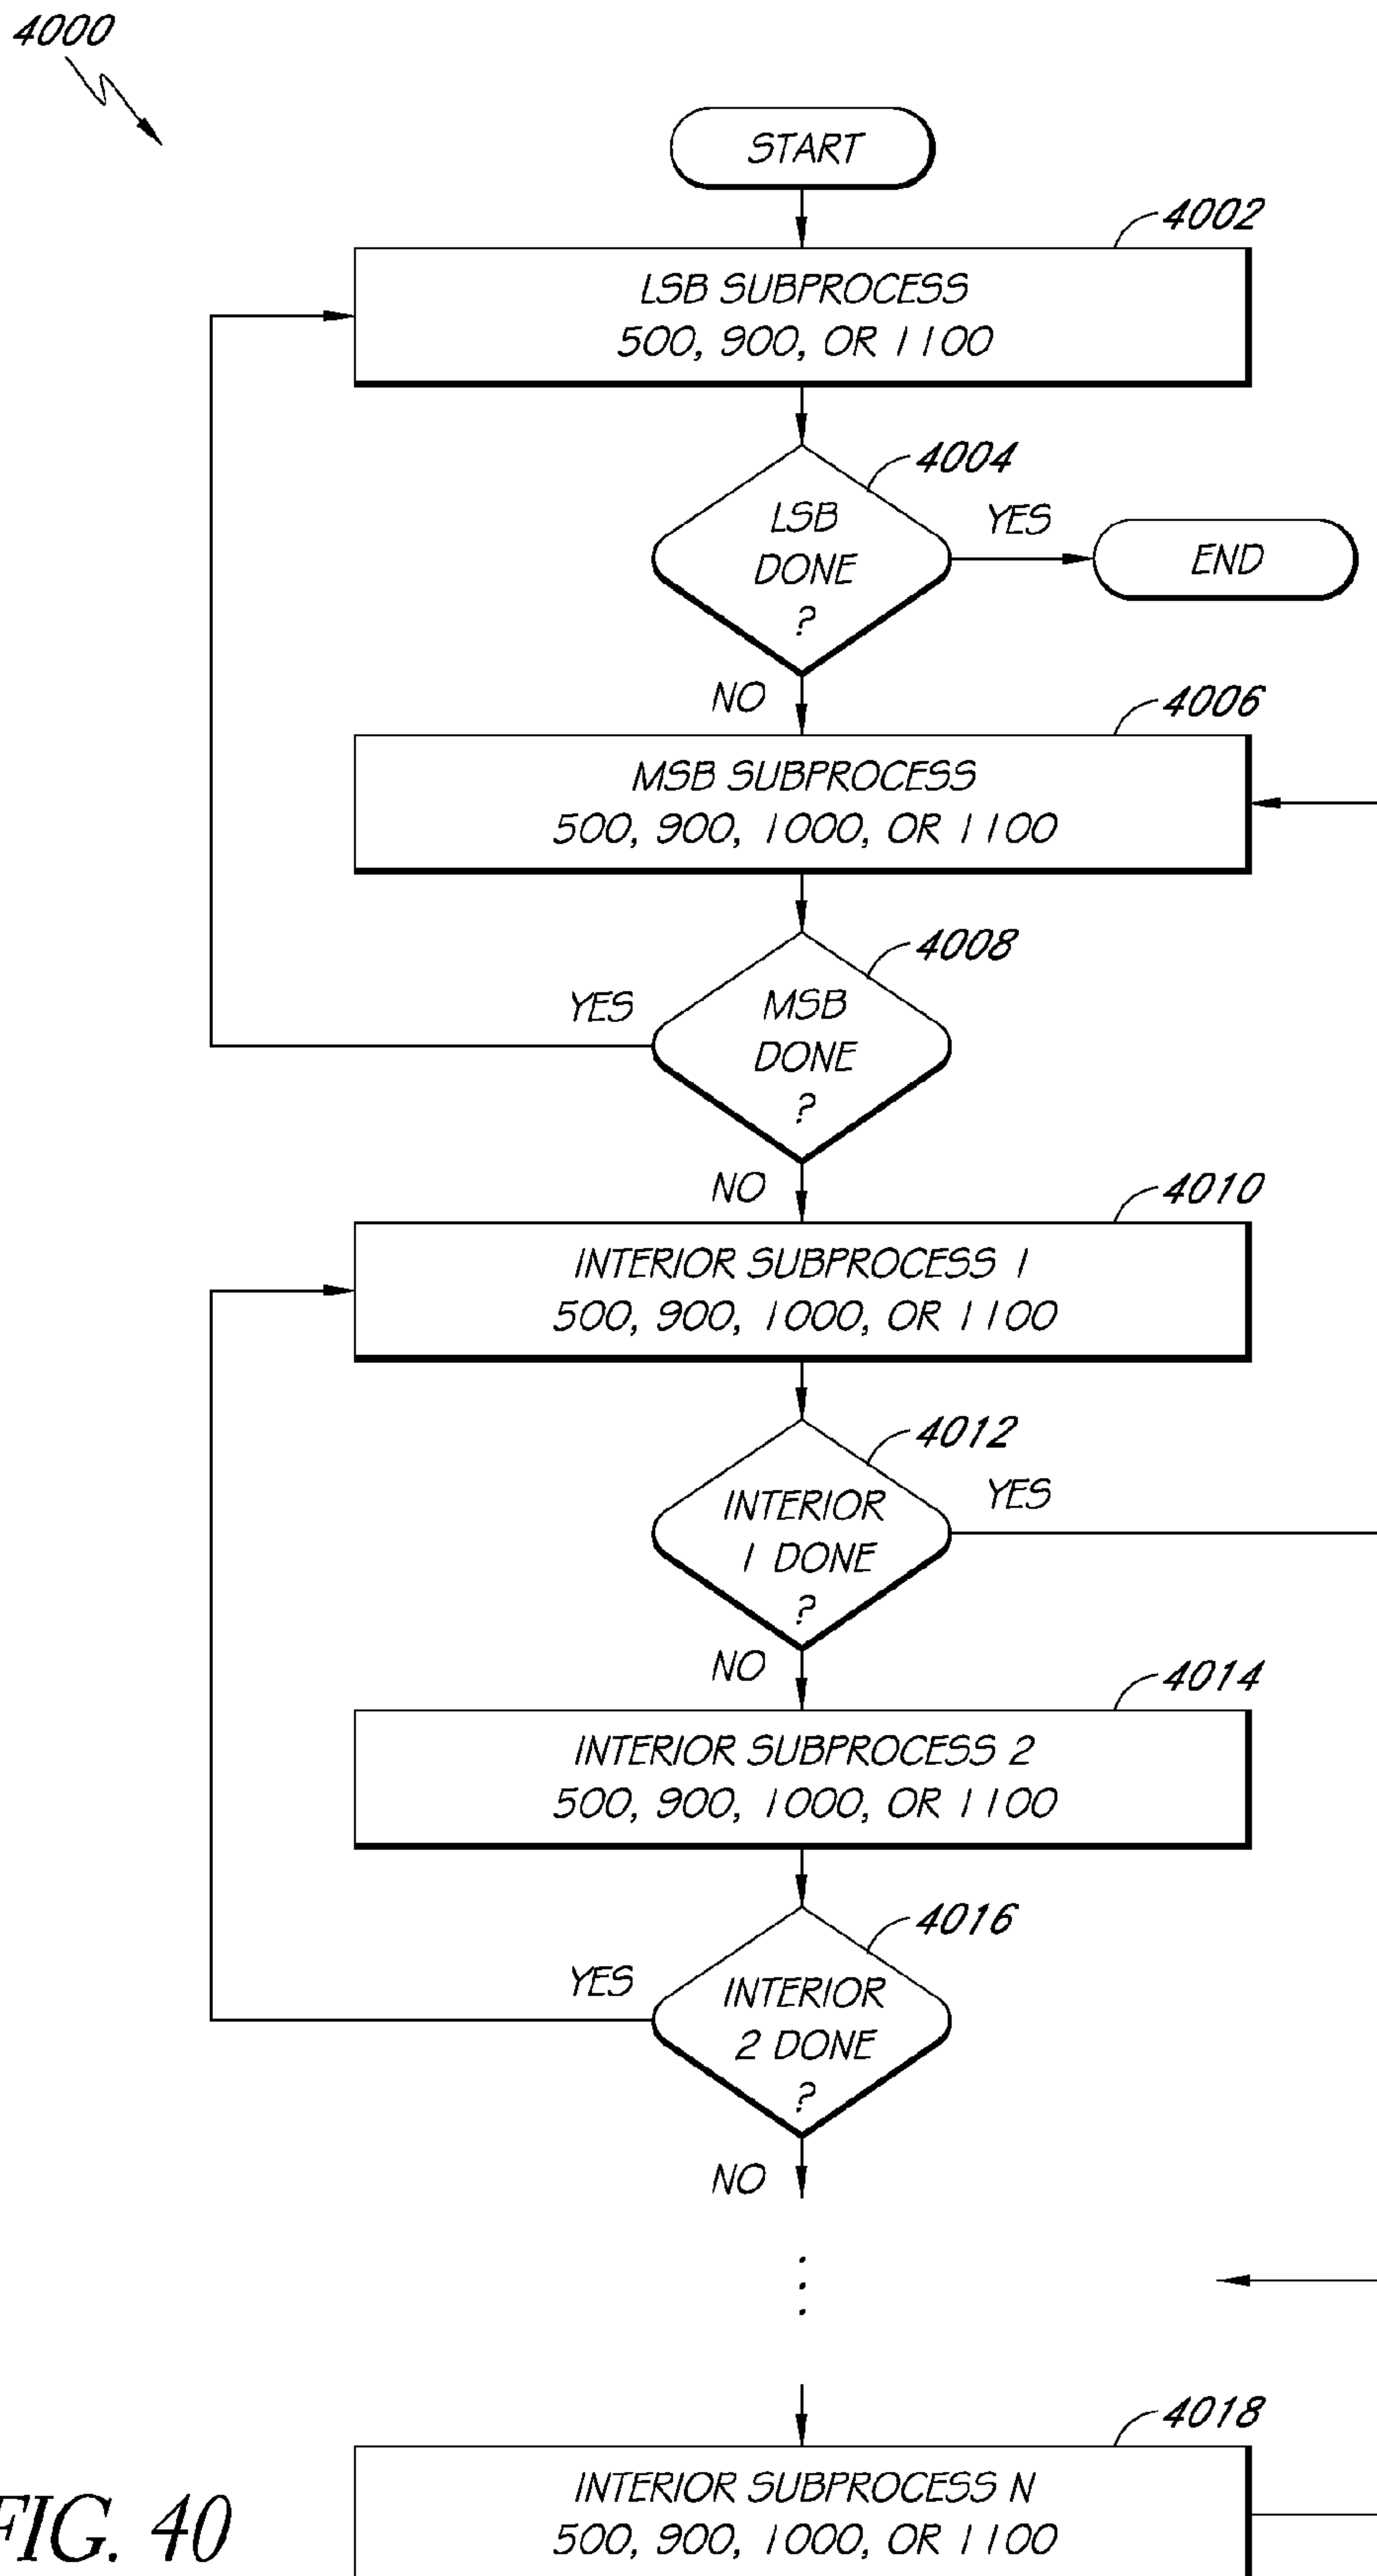 4000
START
4002
LSB SUBPROCESS
500, 900, OR 1100
4004
LSB
DONE
?
YES
END
NO
4006
MSB SUBPROCESS
500, 900, 1000, OR 1100
4008
YES
MSB
DONE
?
NO
4010
INTERIOR SUBPROCESS 1
500, 900, 1000, OR 1100
4012
YES
INTERIOR
1 DONE
?
NO
4014
INTERIOR SUBPROCESS 2
500, 900, 1000, OR 1100
4016
YES
INTERIOR
2 DONE
?
NO
4018
INTERIOR SUBPROCESS N
500, 900, 1000, OR 1100
FIG. 40